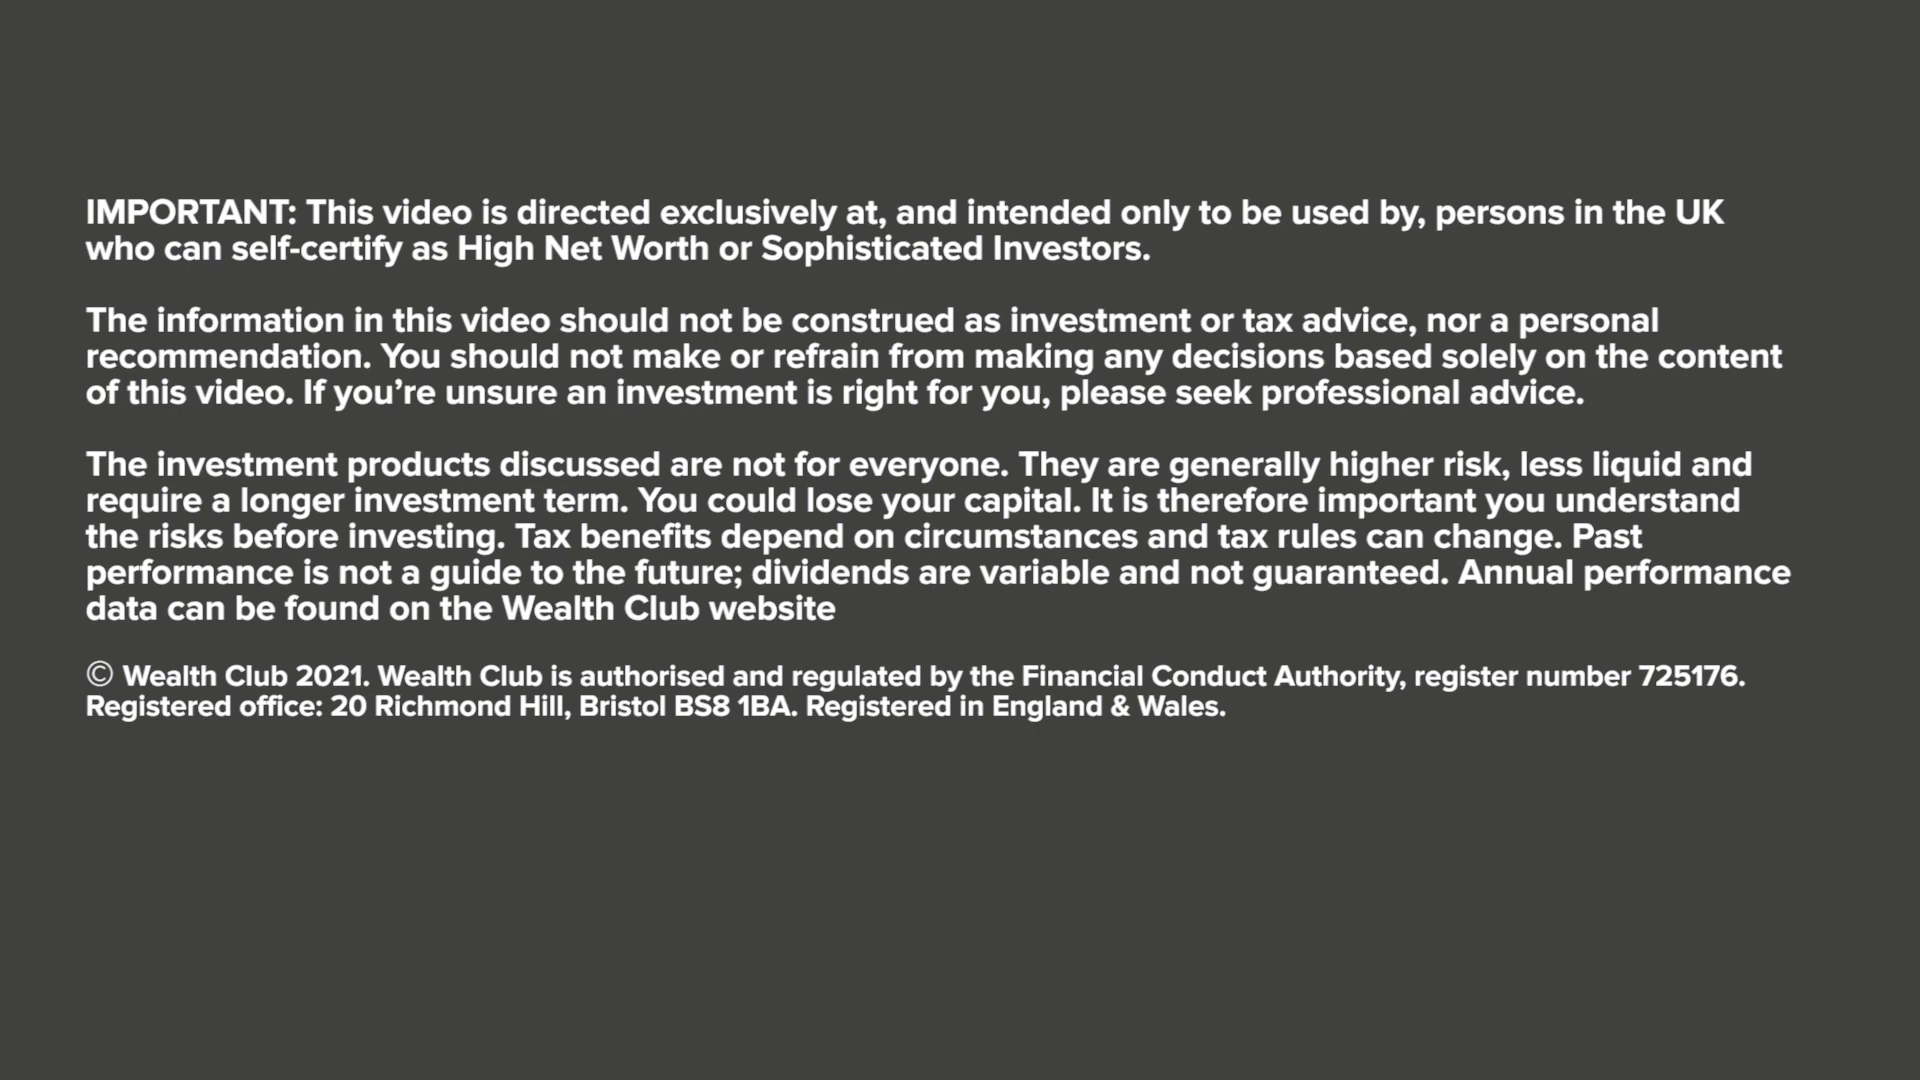 IMPORTANT: This video is directed exclusively at, and intended only to be used by, persons in the UK
who can self-certify as High Net Worth or Sophisticated Investors.
The information in this video should not be construed as investment or tax advice, nor a personal
recommendation. You should not make or refrain from making any decisions based solely on the content
of this video. If you’re unsure an investment is right for you, please seek professional advice.
The investment products discussed are not for everyone. They are generally higher risk, less liquid and
require a longer investment term. You could lose your capital. It is therefore important you understand
the risks before investing. Tax benefits depend on circumstances and tax rules can change. Past
performance is not a guide to the future; dividends are variable and not guaranteed. Annual performance
data can be found on the Wealth Club website
© Wealth Club 2021. Wealth Club is authorised and regulated by the Financial Conduct Authority, register number 725176.
Registered office: 20 Richmond Hill, Bristol BS8 1BA. Registered in England & Wales.